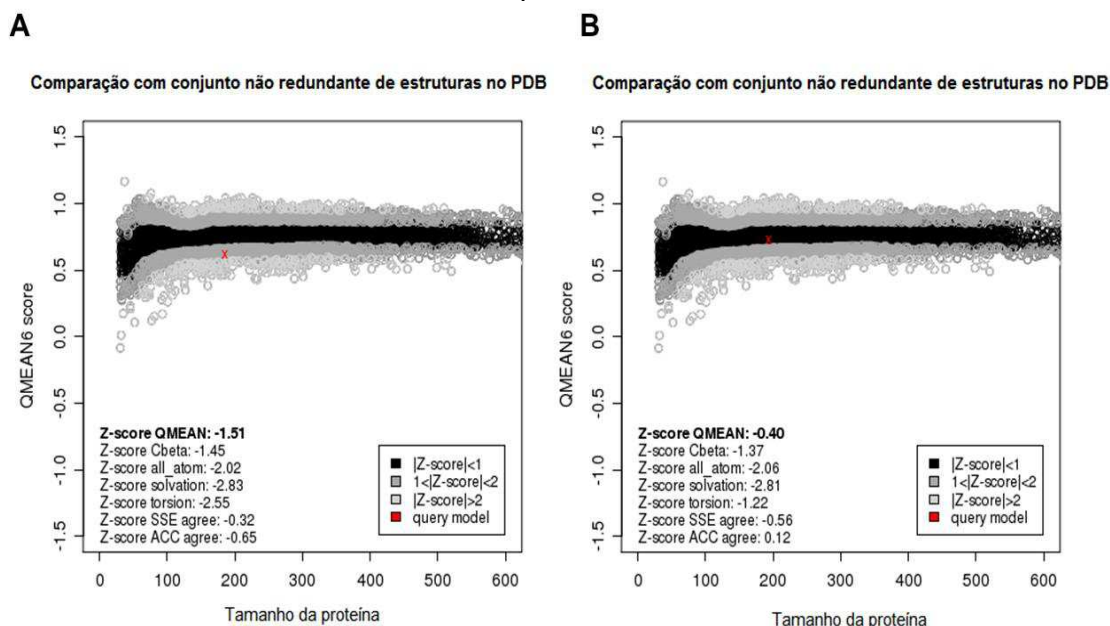 A
Comparação com conjunto não redundante de estruturas no PDB
QMEAN6 score
1.5
1.0
0.5
0.0
-0.5
-1.0
-1.5
Z-score QMEAN: -1.51
Z-score Cbeta: -1.45
Z-score all_atom: -2.02
Z-score solvation: -2.83
Z-score torsion: -2.55
Z-score SSE agree: -0.32
Z-score ACC agree: -0.65
|Z-score|<1
1<|Z-score|<2
|Z-score|>2
query model
0 100 200 300 400 500 600
Tamanho da proteína
B
Comparação com conjunto não redundante de estruturas no PDB
QMEAN6 score
1.5
1.0
0.5
0.0
-0.5
-1.0
-1.5
Z-score QMEAN: -0.40
Z-score Cbeta: -1.37
Z-score all_atom: -2.06
Z-score solvation: -2.81
Z-score torsion: -1.22
Z-score SSE agree: -0.56
Z-score ACC agree: 0.12
|Z-score|<1
1<|Z-score|<2
|Z-score|>2
query model
0 100 200 300 400 500 600
Tamanho da proteína